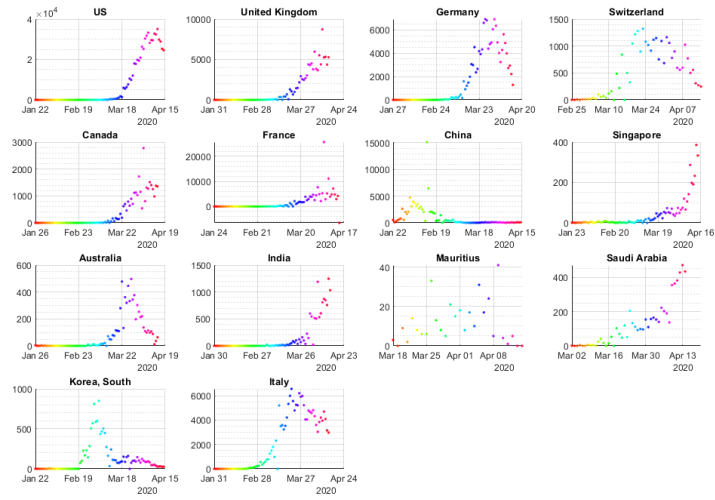 US
×10⁴
4
2
0
Jan 22 Feb 19 Mar 18 Apr 15
2020
United Kingdom
10000
5000
0
Jan 31 Feb 28 Mar 27 Apr 24
2020
Germany
6000
4000
2000
0
Jan 27 Feb 24 Mar 23 Apr 20
2020
Switzerland
1500
1000
500
0
Feb 25 Mar 10 Mar 24 Apr 07
2020
Canada
3000
2000
1000
0
Jan 26 Feb 23 Mar 22 Apr 19
2020
France
20000
10000
0
Jan 24 Feb 21 Mar 20 Apr 17
2020
China
15000
10000
5000
0
Jan 22 Feb 19 Mar 18 Apr 15
2020
Singapore
400
200
0
Jan 23 Feb 20 Mar 19 Apr 16
2020
Australia
600
400
200
0
Jan 26 Feb 23 Mar 22 Apr 19
2020
India
1500
1000
500
0
Jan 30 Feb 27 Mar 26 Apr 23
2020
Mauritius
40
20
0
Mar 18 Mar 25 Apr 01 Apr 08
2020
Saudi Arabia
400
200
0
Mar 02 Mar 16 Mar 30 Apr 13
2020
Korea, South
1000
500
0
Jan 22 Feb 19 Mar 18 Apr 15
2020
Italy
6000
4000
2000
0
Jan 31 Feb 28 Mar 27 Apr 24
2020